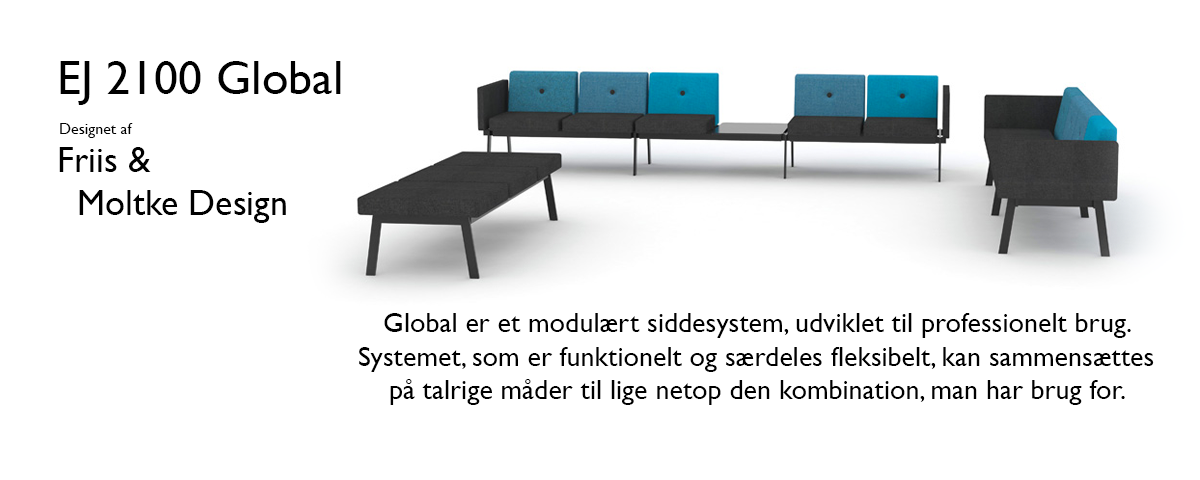 EJ 2100 Global
Designet af
Friis &
Moltke Design
Global er et modulært siddesystem, udviklet til professionelt brug.
Systemet, som er funktionelt og særdeles fleksibelt, kan sammensættes
på talrige måder til lige netop den kombination, man har brug for.